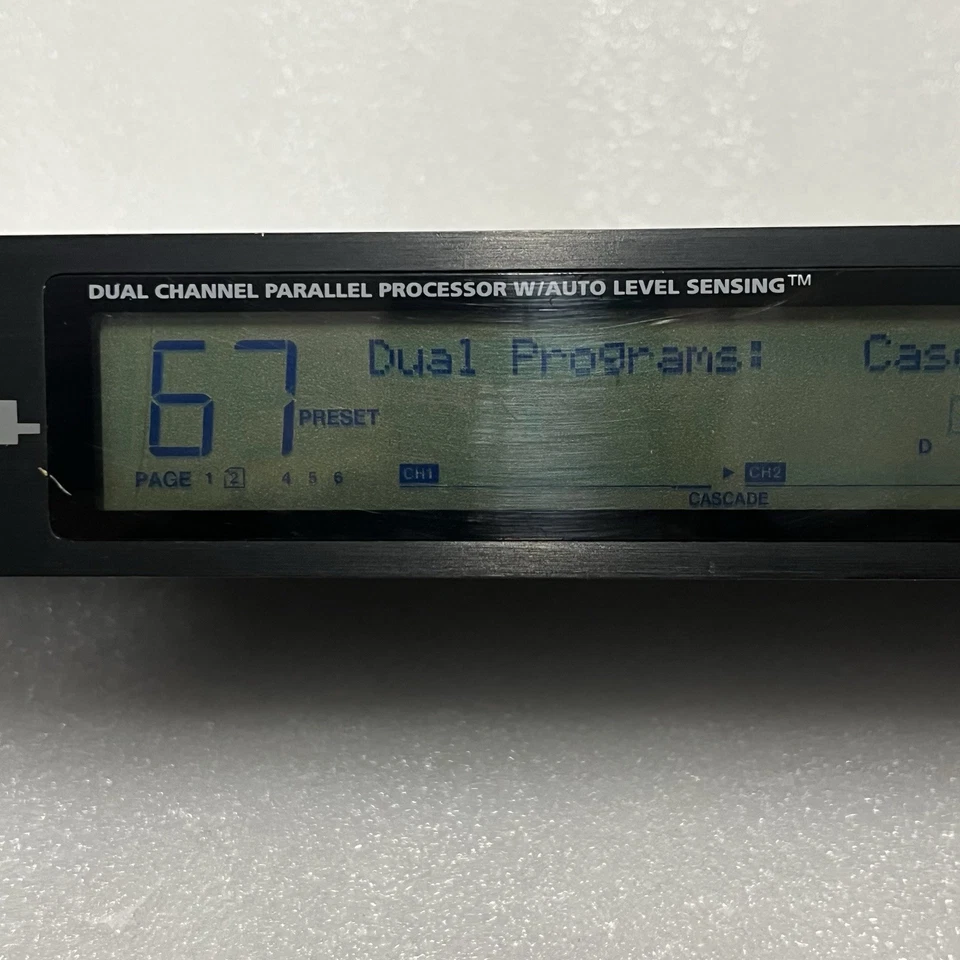 DUAL CHANNEL PARALLEL PROCESSOR W/AUTO LEVEL SENSING™
67 Dual Programs: Casc
PRESET
D
PAGE 1 2 4 5 6 CH1 ▶ CH2
CASCADE